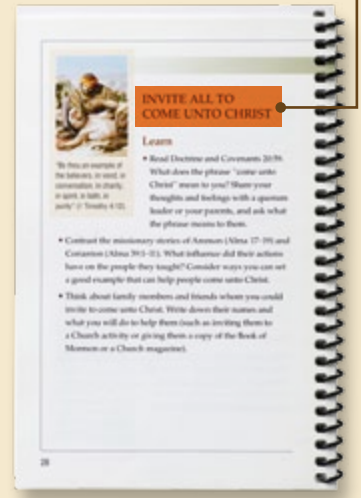 INVITE ALL TO
COME UNTO CHRIST
Learn
• Read Doctrine and Covenants 20:59.
What does the phrase "come unto
Christ" mean to you? Share your
thoughts and feelings with a quorum
leader or your parents, and ask what
the phrase means to them.
"Be thou an example of
the believers, in word, in
conversation, in charity,
in spirit, in faith, in
purity" (1 Timothy 4:12).
• Contrast the missionary stories of Ammon (Alma 17–19) and
Corianton (Alma 39:1–11). What influence did their actions
have on the people they taught? Consider ways you can set
a good example that can help people come unto Christ.
• Think about family members and friends whom you could
invite to come unto Christ. Write down their names and
what you will do to help them (such as inviting them to
a Church activity or giving them a copy of the Book of
Mormon or a Church magazine).
28